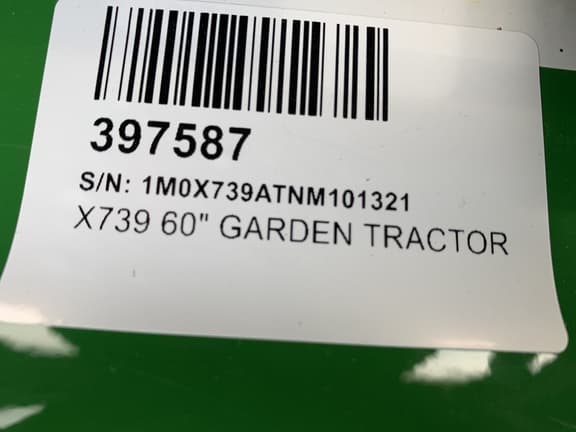 397587
S/N: 1M0X739ATNM101321
X739 60" GARDEN TRACTOR